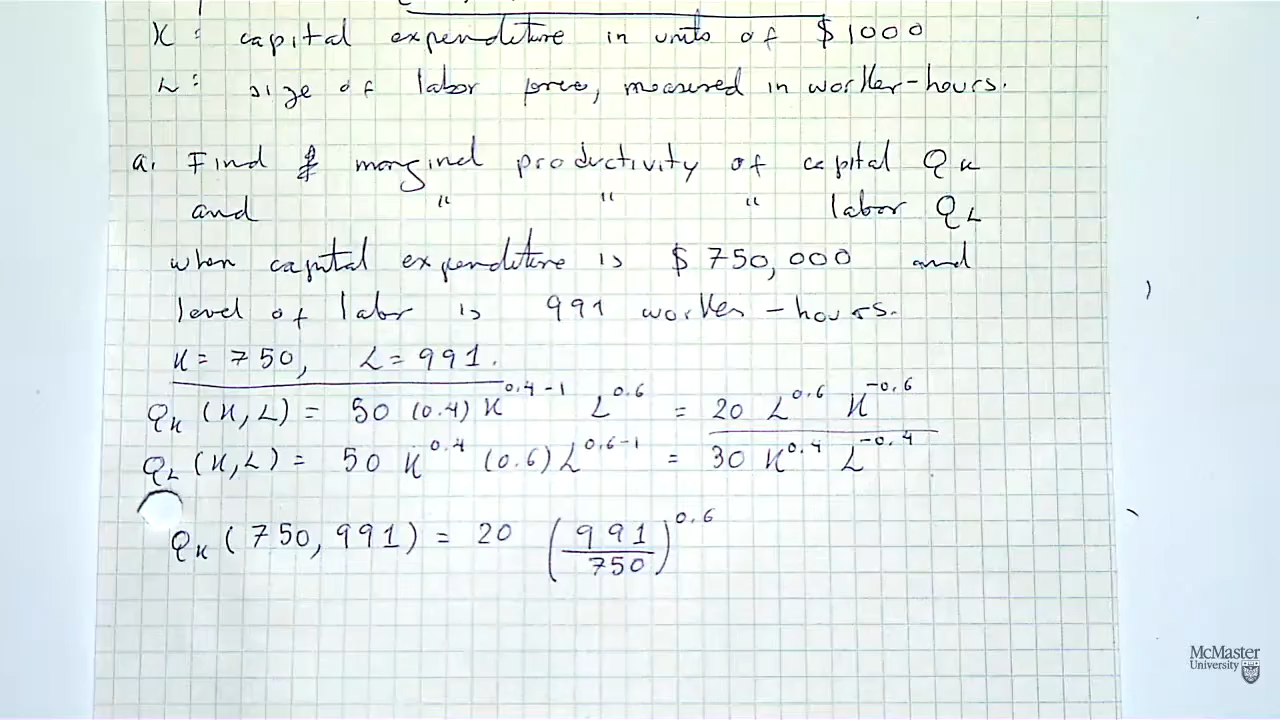 K: capital expenditure in units of $1000
L: size of labor force, measured in worker-hours.
a. Find marginal productivity of capital Q_K
and " " " labor Q_L
when capital expenditure is $750,000 and
level of labor is 991 worker-hours.
K = 750, L = 991.
Q_K (K,L) = 50 (0.4) K^{0.4-1} L^{0.6} = 20 L^{0.6} K^{-0.6}
Q_L (K,L) = 50 K^{0.4} (0.6) L^{0.6-1} = 30 K^{0.4} L^{-0.4}
Q_K (750, 991) = 20 (991/750)^{0.6}
McMaster
University